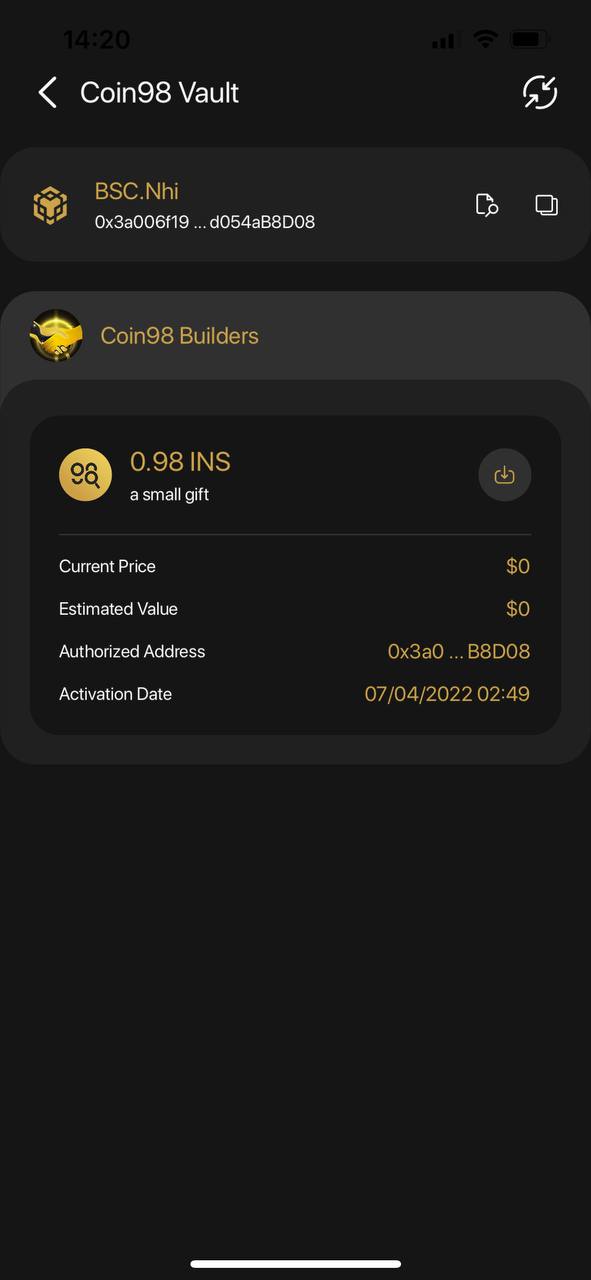 14:20
Coin98 Vault
BSC.Nhi
0x3a006f19 ... d054aB8D08
Coin98 Builders
0.98 INS
a small gift
Current Price $0
Estimated Value $0
Authorized Address 0x3a0 ... B8D08
Activation Date 07/04/2022 02:49